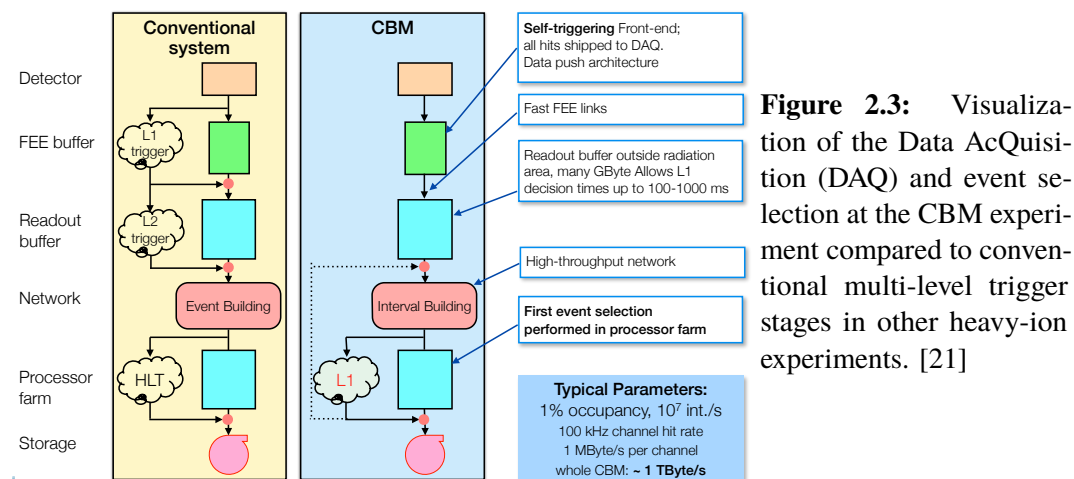 Conventional
system
CBM
Detector
FEE buffer
Readout
buffer
Network
Processor
farm
Storage
L1
trigger
L2
trigger
Event Building
HLT
Interval Building
L1
Self-triggering Front-end;
all hits shipped to DAQ.
Data push architecture
Fast FEE links
Readout buffer outside radiation
area, many GByte Allows L1
decision times up to 100-1000 ms
High-throughput network
First event selection
performed in processor farm
Typical Parameters:
1% occupancy, 10⁷ int./s
100 kHz channel hit rate
1 MByte/s per channel
whole CBM: ~ 1 TByte/s
Figure 2.3: Visualiza-
tion of the Data AcQuisi-
tion (DAQ) and event se-
lection at the CBM experi-
ment compared to conven-
tional multi-level trigger
stages in other heavy-ion
experiments. [21]